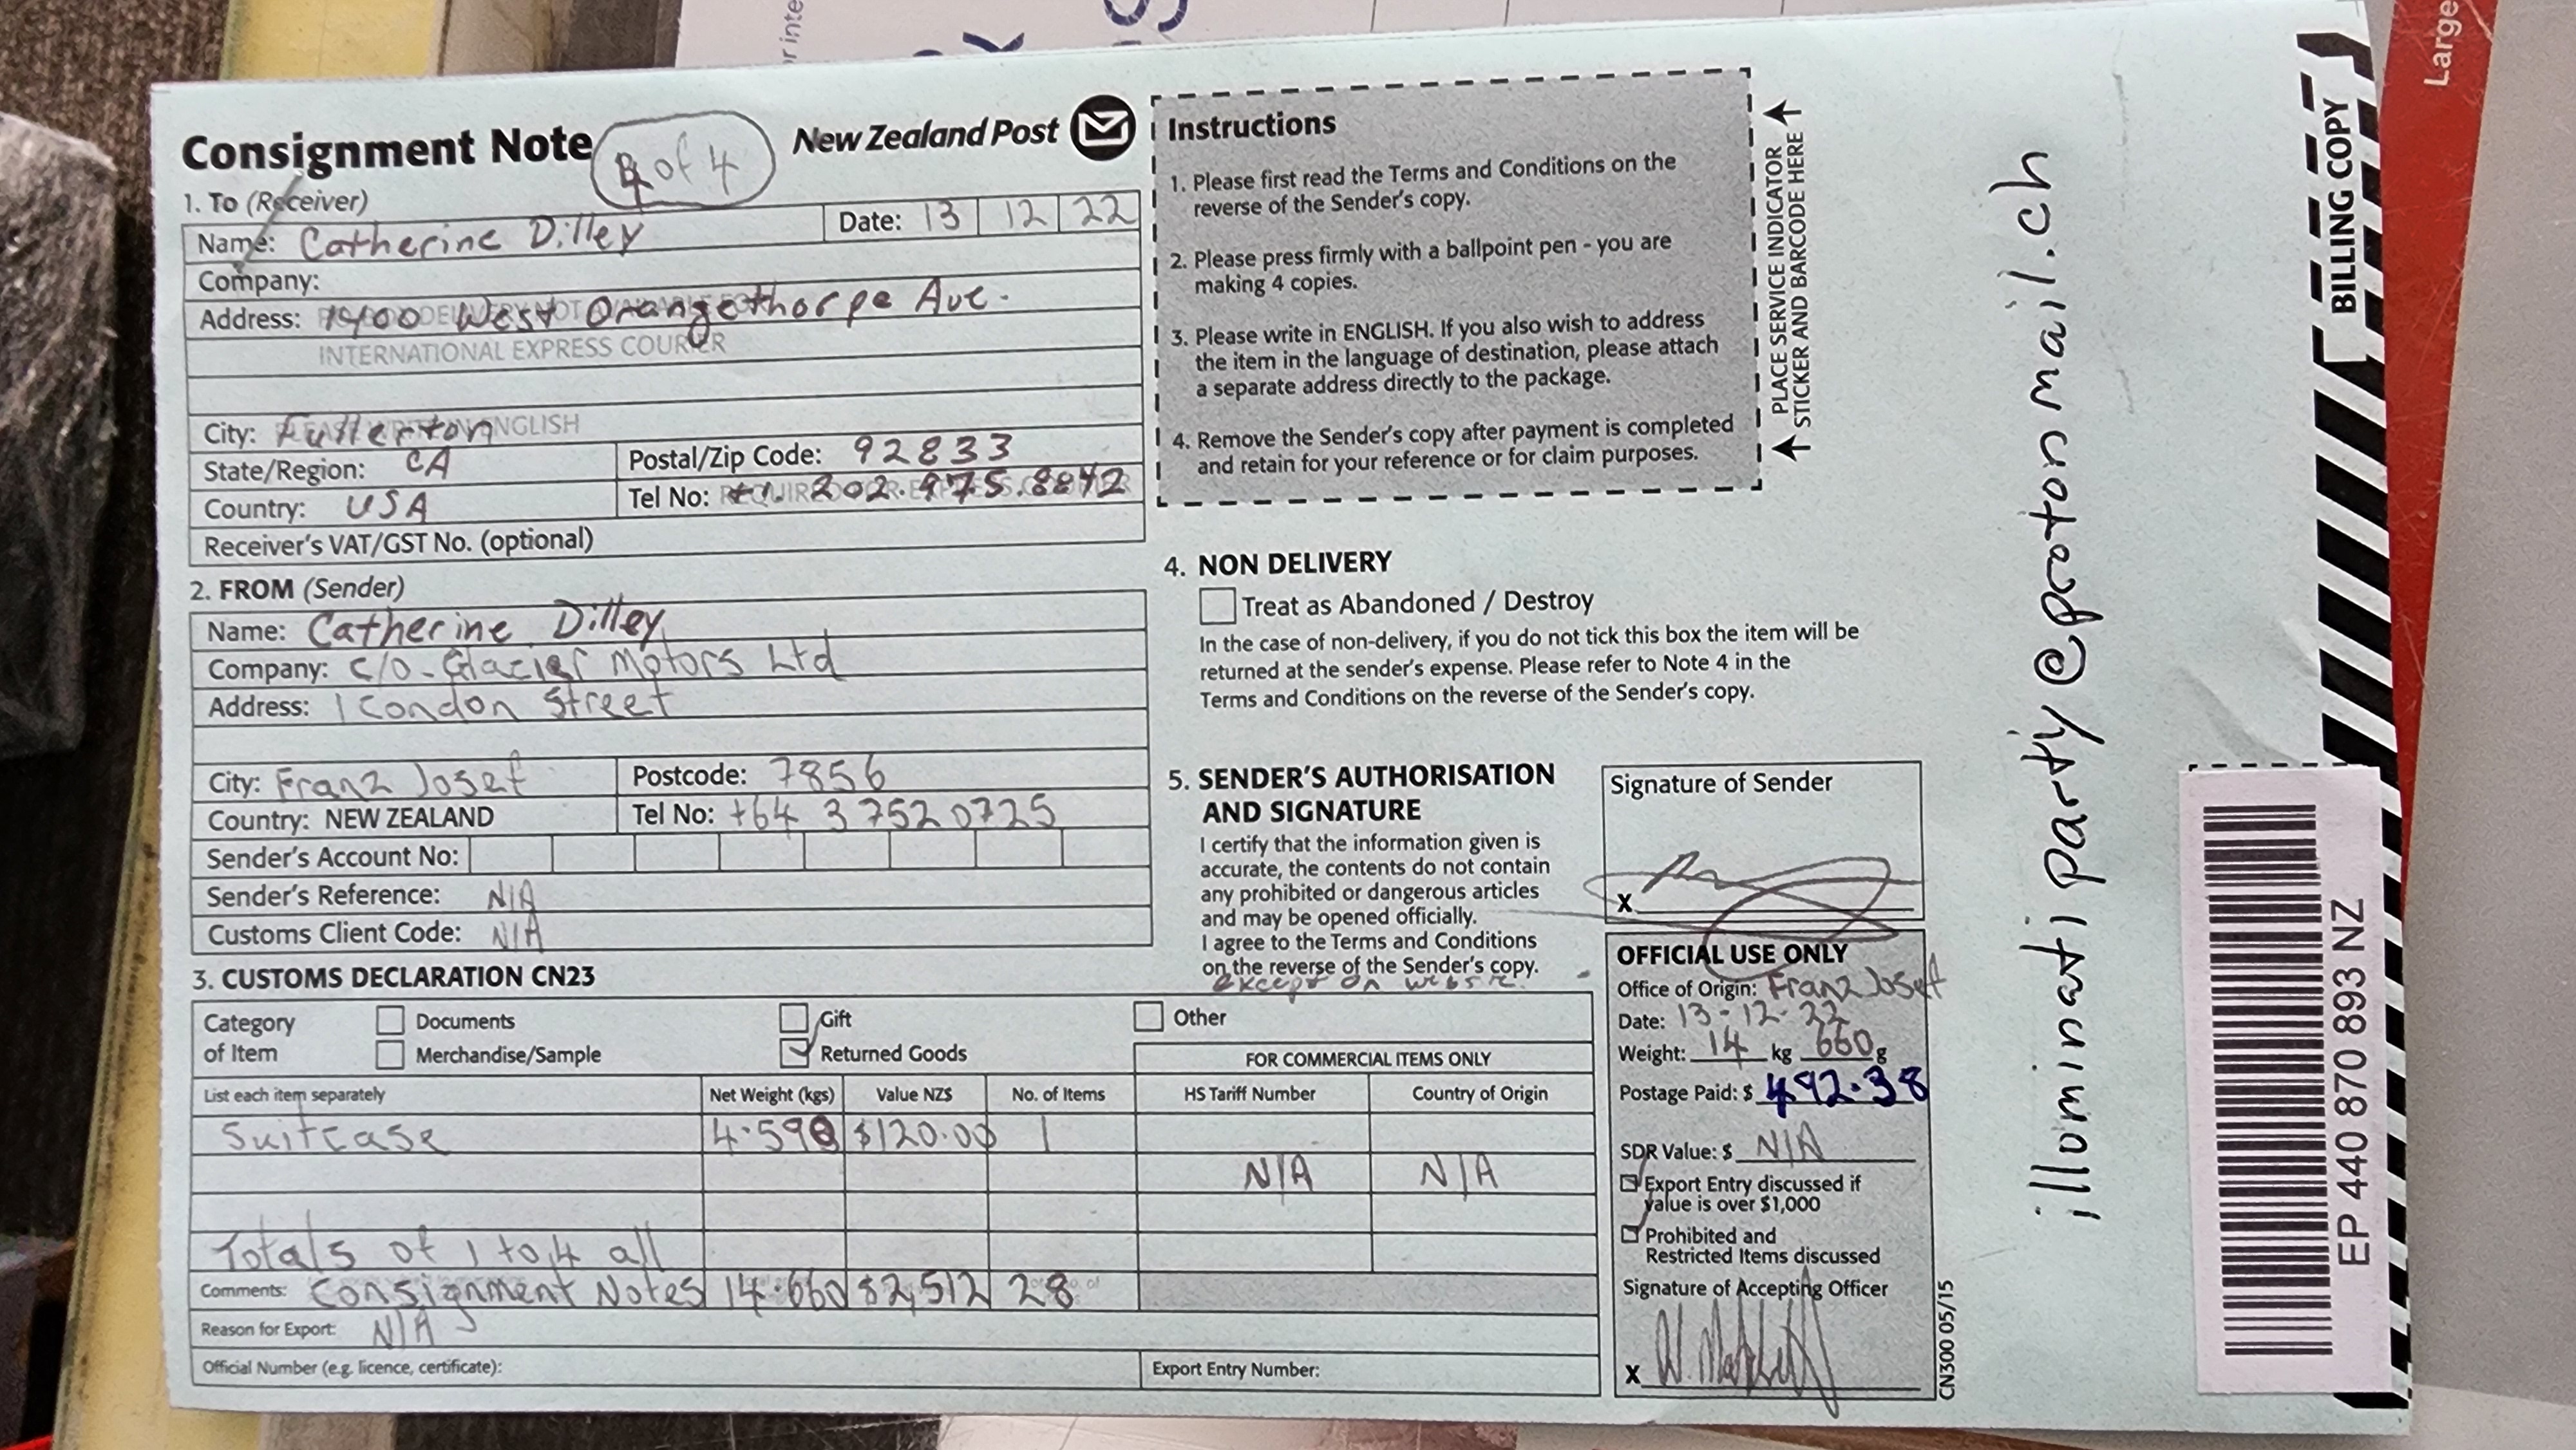 Consignment Note
4 of 4
New Zealand Post
1. To (Receiver)
Name: Catherine Dilley
Date: 13 12 22
Company:
Address: 1400 West Orangethorpe Ave.
INTERNATIONAL EXPRESS COURIER
City: Fullerton
ENGLISH
State/Region: CA
Postal/Zip Code: 92833
Country: USA
Tel No: +1. 202.975.8842
Receiver's VAT/GST No. (optional)
2. FROM (Sender)
Name: Catherine Dilley
Company: c/o - Glacier Motors Ltd
Address: 1 Condon Street
City: Franz Josef
Postcode: 7856
Country: NEW ZEALAND
Tel No: +64 3 7520725
Sender's Account No:
Sender's Reference: N/A
Customs Client Code: N/A
3. CUSTOMS DECLARATION CN23
Category of Item
Documents
Gift
Other
Merchandise/Sample
Returned Goods
FOR COMMERCIAL ITEMS ONLY
List each item separately
Net Weight (kgs)
Value NZ$
No. of Items
HS Tariff Number
Country of Origin
Suitcase 4.590 $120.00 1
N/A N/A
Totals of 1 to 4 all
Comments: Consignment Notes 14.660 $2,512 28
Reason for Export: N/A
Official Number (e.g. licence, certificate):
Export Entry Number:
Instructions
1. Please first read the Terms and Conditions on the
reverse of the Sender's copy.
2. Please press firmly with a ballpoint pen - you are
making 4 copies.
3. Please write in ENGLISH. If you also wish to address
the item in the language of destination, please attach
a separate address directly to the package.
4. Remove the Sender's copy after payment is completed
and retain for your reference or for claim purposes.
PLACE SERVICE INDICATOR
STICKER AND BARCODE HERE
4. NON DELIVERY
Treat as Abandoned / Destroy
In the case of non-delivery, if you do not tick this box the item will be
returned at the sender's expense. Please refer to Note 4 in the
Terms and Conditions on the reverse of the Sender's copy.
5. SENDER'S AUTHORISATION
AND SIGNATURE
I certify that the information given is
accurate, the contents do not contain
any prohibited or dangerous articles
and may be opened officially.
I agree to the Terms and Conditions
on the reverse of the Sender's copy.
except on website.
Signature of Sender
X
OFFICIAL USE ONLY
Office of Origin: Franz Josef
Date: 13-12-22
Weight: 14 kg 660 g
Postage Paid: $ 492.38
SDR Value: $ N/A
Export Entry discussed if
value is over $1,000
Prohibited and
Restricted Items discussed
Signature of Accepting Officer
X
CN300 05/15
illuminati party@protonmail.ch
BILLING COPY
EP 440 870 893 NZ
Large